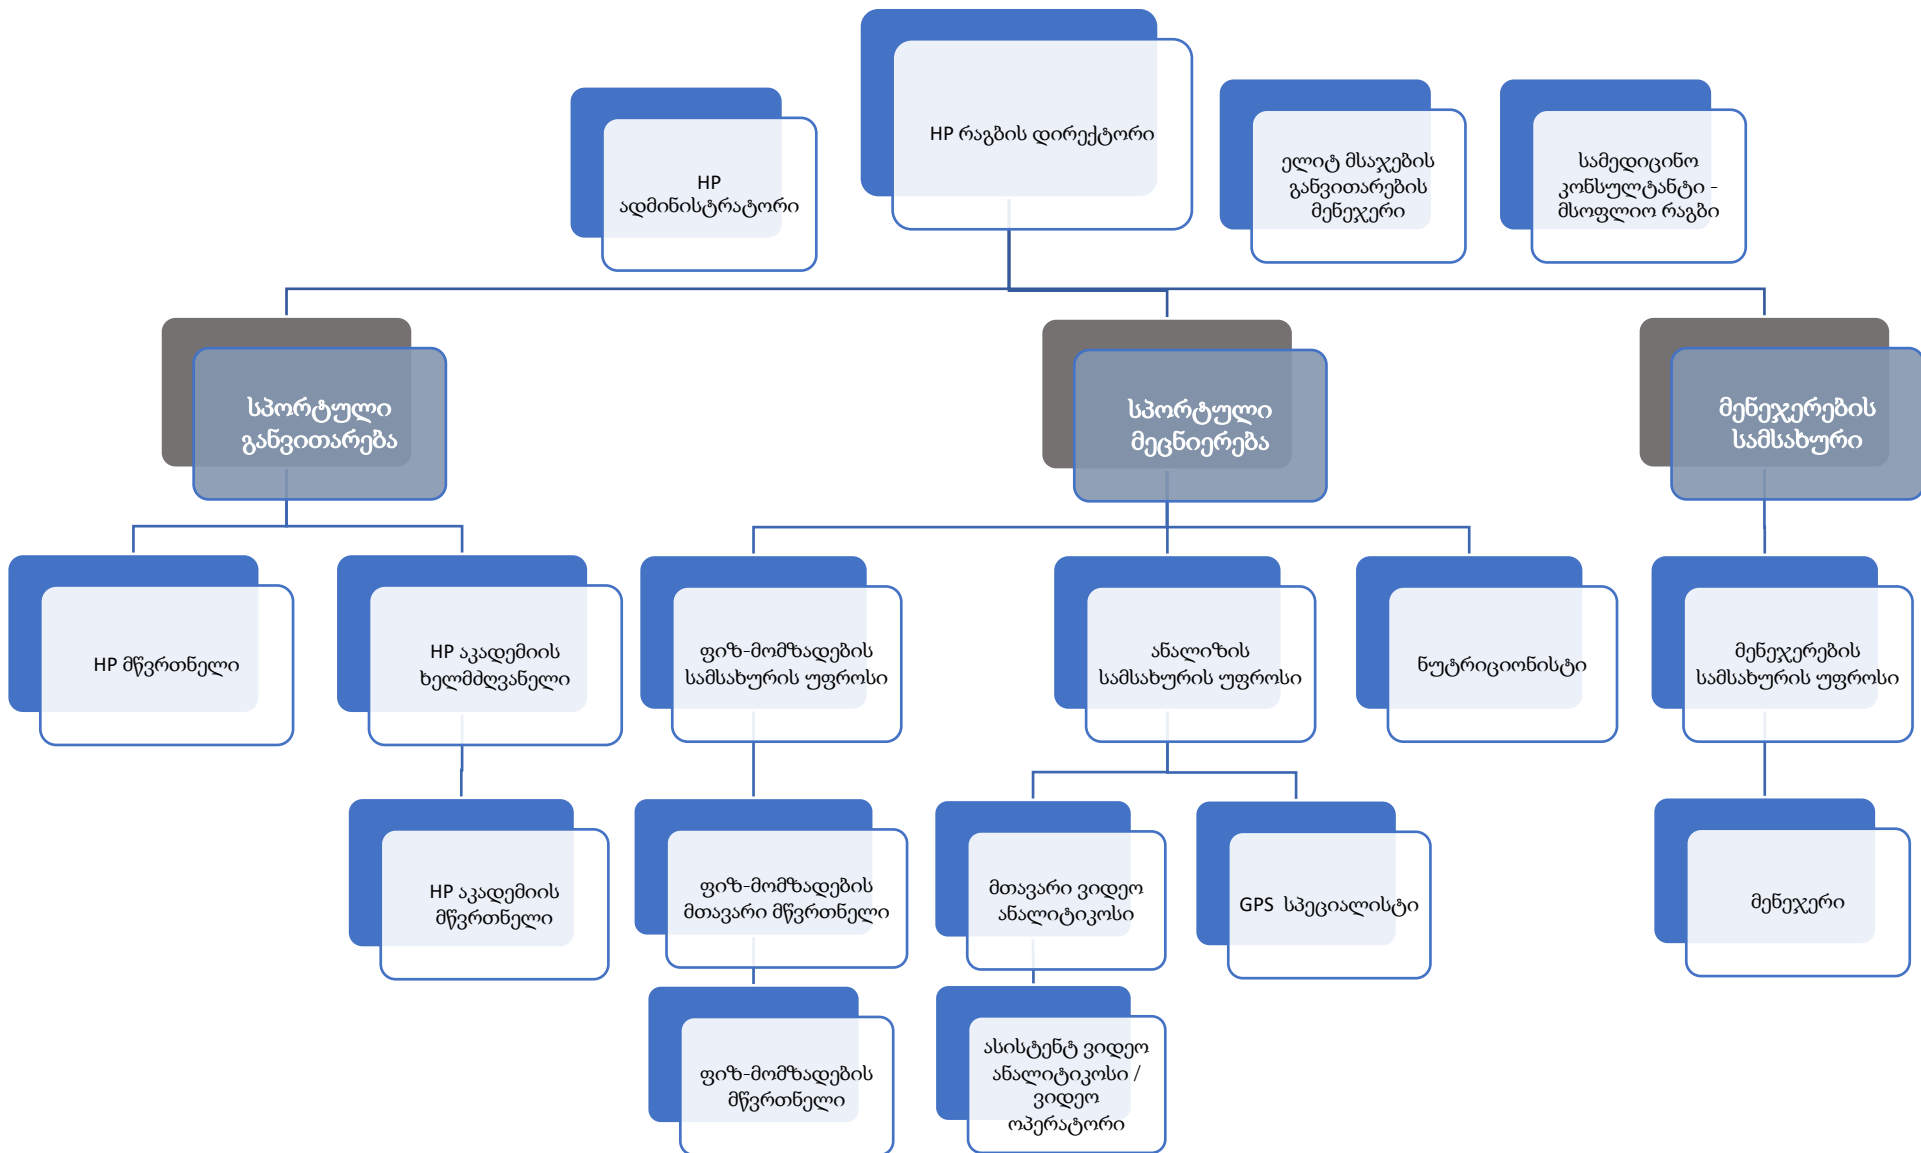 HP რაგბის დირექტორი
HP
ადმინისტრატორი
ელიტ მსაჯების
განვითარების
მენეჯერი
სამედიცინო
კონსულტანტი -
მსოფლიო რაგბი
სპორტული
განვითარება
სპორტული
მეცნიერება
მენეჯერების
სამსახური
HP მწვრთნელი
HP აკადემიის
ხელმძღვანელი
ფიზ-მომზადების
სამსახურის უფროსი
ანალიზის
სამსახურის უფროსი
ნუტრიციონისტი
მენეჯერების
სამსახურის უფროსი
HP აკადემიის
მწვრთნელი
ფიზ-მომზადების
მთავარი მწვრთნელი
მთავარი ვიდეო
ანალიტიკოსი
GPS  სპეციალისტი
მენეჯერი
ფიზ-მომზადების
მწვრთნელი
ასისტენტ ვიდეო
ანალიტიკოსი /
ვიდეო
ოპერატორი